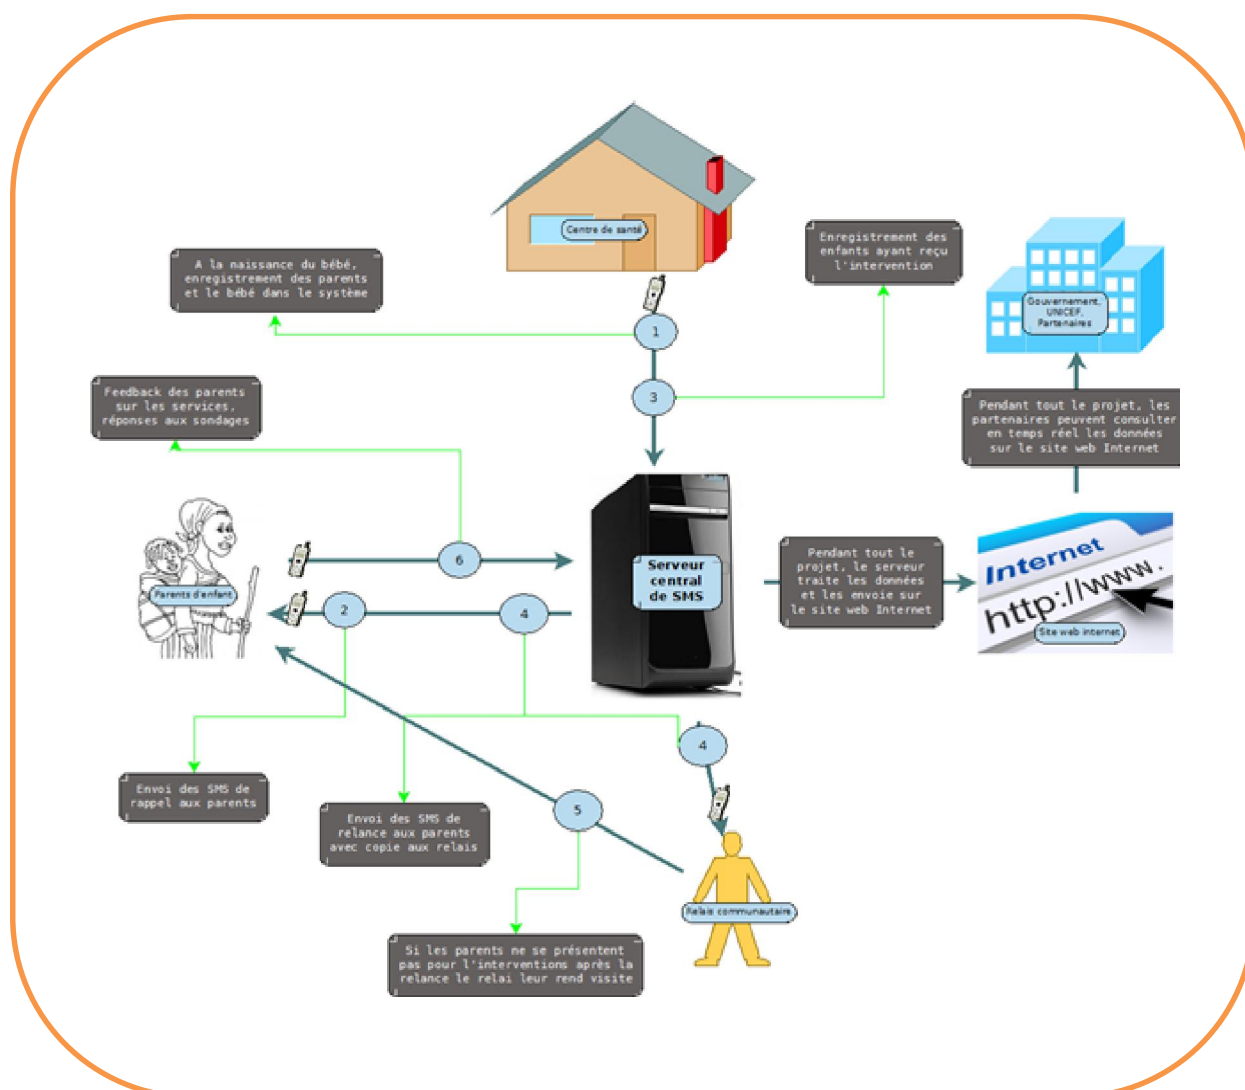 Centre de santé
A la naissance du bébé,
enregistrement des parents
et le bébé dans le système
Enregistrement des
enfants ayant reçu
l'intervention
Gouvernement,
UNICEF,
Partenaires
1
3
Feedback des parents
sur les services,
réponses aux sondages
Pendant tout le projet, les
partenaires peuvent consulter
en temps réel les données
sur le site web Internet
Parents d'enfant
6
2
4
Serveur
central
de SMS
Pendant tout le
projet, le serveur
traite les données
et les envoie sur
le site web Internet
Internet
http://www.
Site web internet
4
Envoi des SMS de
rappel aux parents
Envoi des SMS de
relance aux parents
avec copie aux relais
5
Relais communautaire
Si les parents ne se présentent
pas pour l'interventions après la
relance le relai leur rend visite